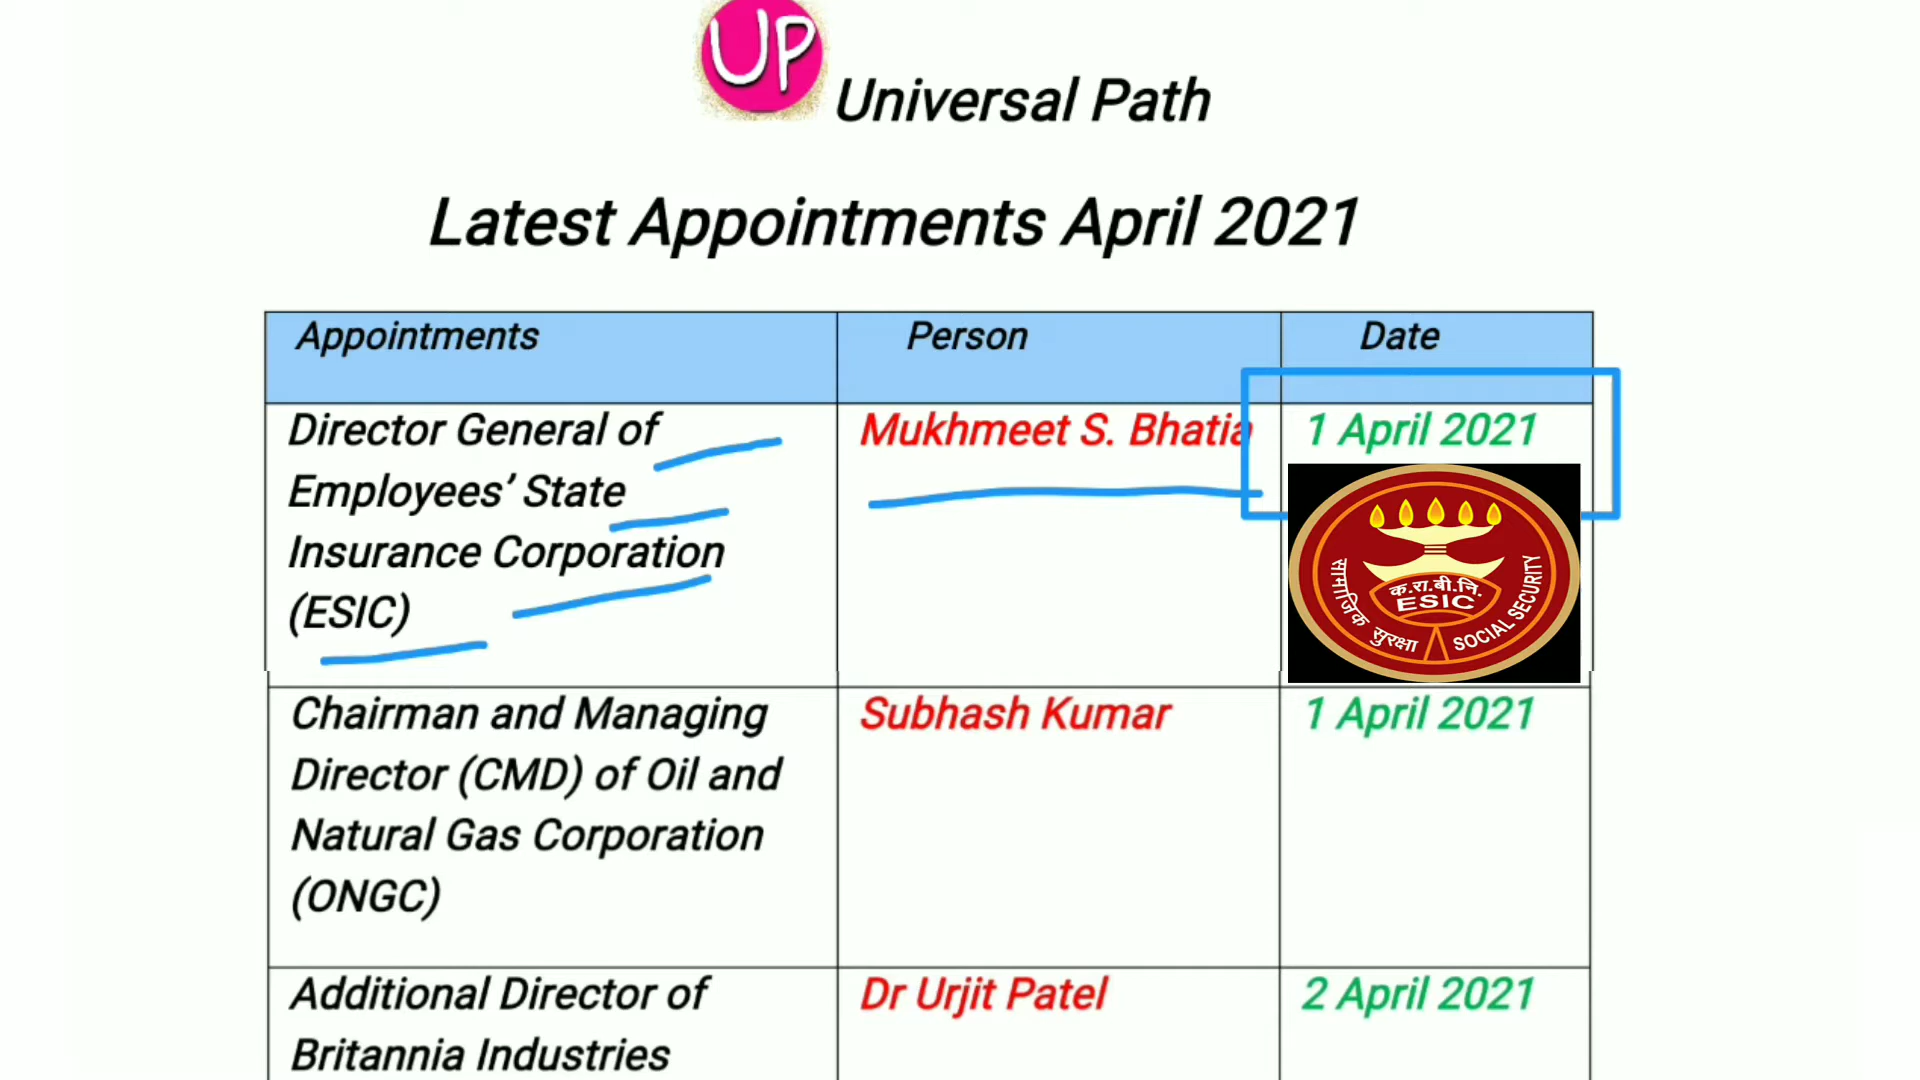 UP
Universal Path
Latest Appointments April 2021
Appointments Person Date
Director General of Mukhmeet S. Bhatia 1 April 2021
Employees’ State
Insurance Corporation
(ESIC)
क.रा.बी.नि.
ESIC
सामाजिक सुरक्षा
SOCIAL SECURITY
Chairman and Managing Subhash Kumar 1 April 2021
Director (CMD) of Oil and
Natural Gas Corporation
(ONGC)
Additional Director of Dr Urjit Patel 2 April 2021
Britannia Industries